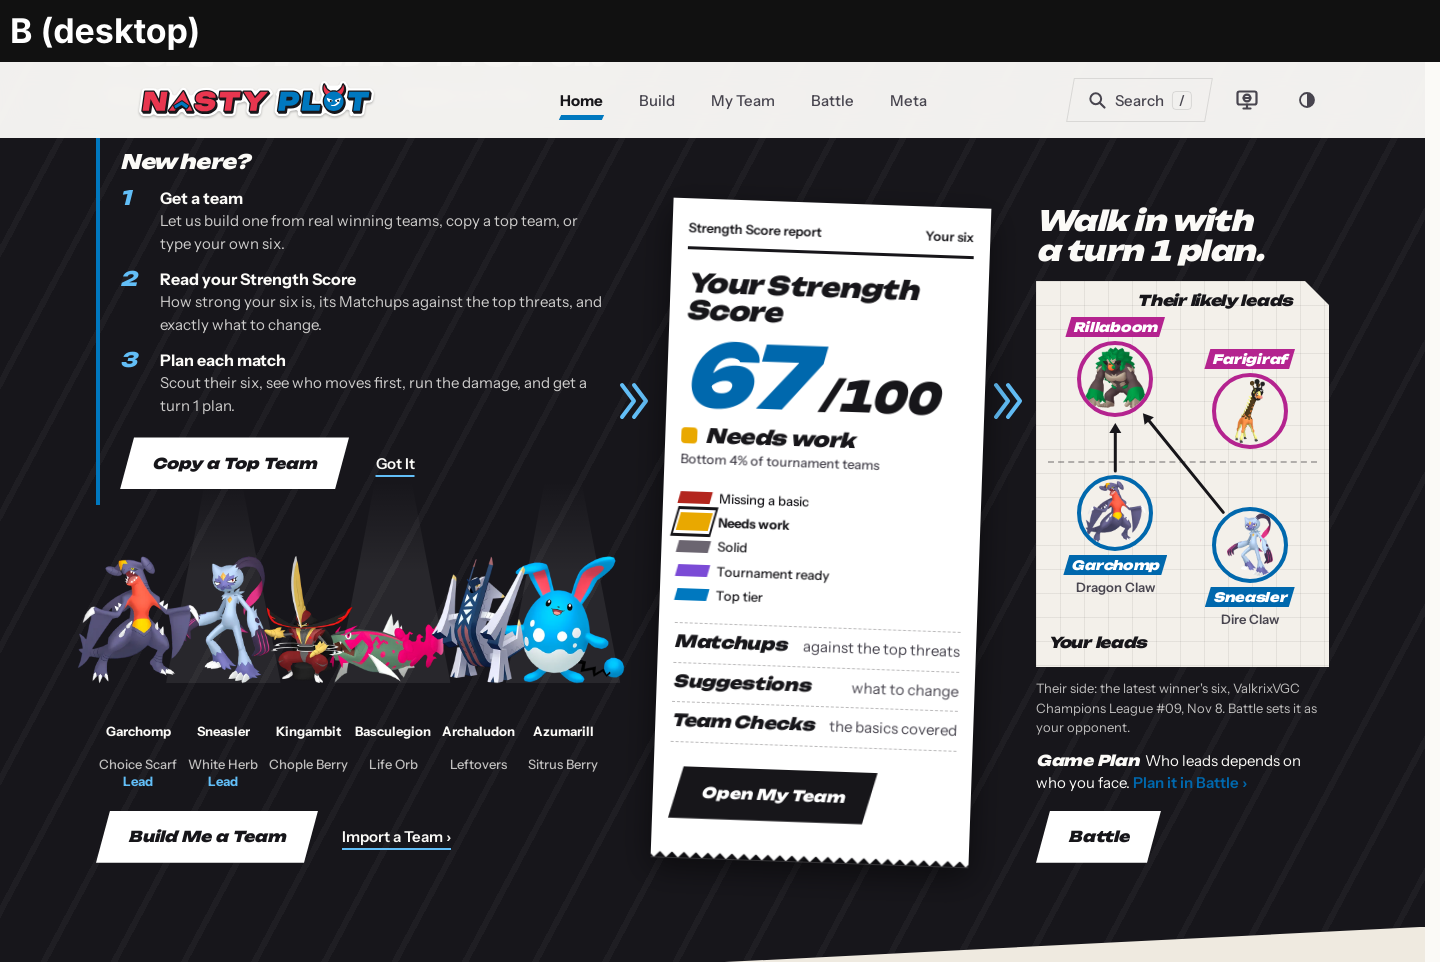 B (desktop)
NASTY PLOT
Home
Build
My Team
Battle
Meta
Search /
New here?
1
Get a team
Let us build one from real winning teams, copy a top team, or
type your own six.
2
Read your Strength Score
How strong your six is, its Matchups against the top threats, and
exactly what to change.
3
Plan each match
Scout their six, see who moves first, run the damage, and get a
turn 1 plan.
Copy a Top Team
Got It
Garchomp
Sneasler
Kingambit
Basculegion
Archaludon
Azumarill
Choice Scarf
White Herb
Chople Berry
Life Orb
Leftovers
Sitrus Berry
Lead
Lead
Build Me a Team
Import a Team ›
Strength Score report
Your six
Your Strength
Score
67/100
Needs work
Bottom 4% of tournament teams
Missing a basic
Needs work
Solid
Tournament ready
Top tier
Matchups against the top threats
Suggestions what to change
Team Checks the basics covered
Open My Team
Walk in with
a turn 1 plan.
Their likely leads
Rillaboom
Farigiraf
Garchomp
Dragon Claw
Sneasler
Dire Claw
Your leads
Their side: the latest winner's six, ValkrixVGC
Champions League #09, Nov 8. Battle sets it as
your opponent.
Game Plan Who leads depends on
who you face. Plan it in Battle ›
Battle